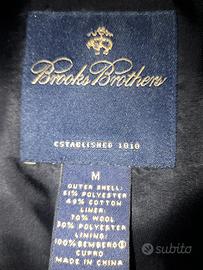 Brooks Brothers
ESTABLISHED 1818
M
OUTER SHELL:
51% POLYESTER
49% COTTON
LINER:
70% WOOL
30% POLYESTER
LINING:
100% BEMBERG®
CUPRO
MADE IN CHINA
subito